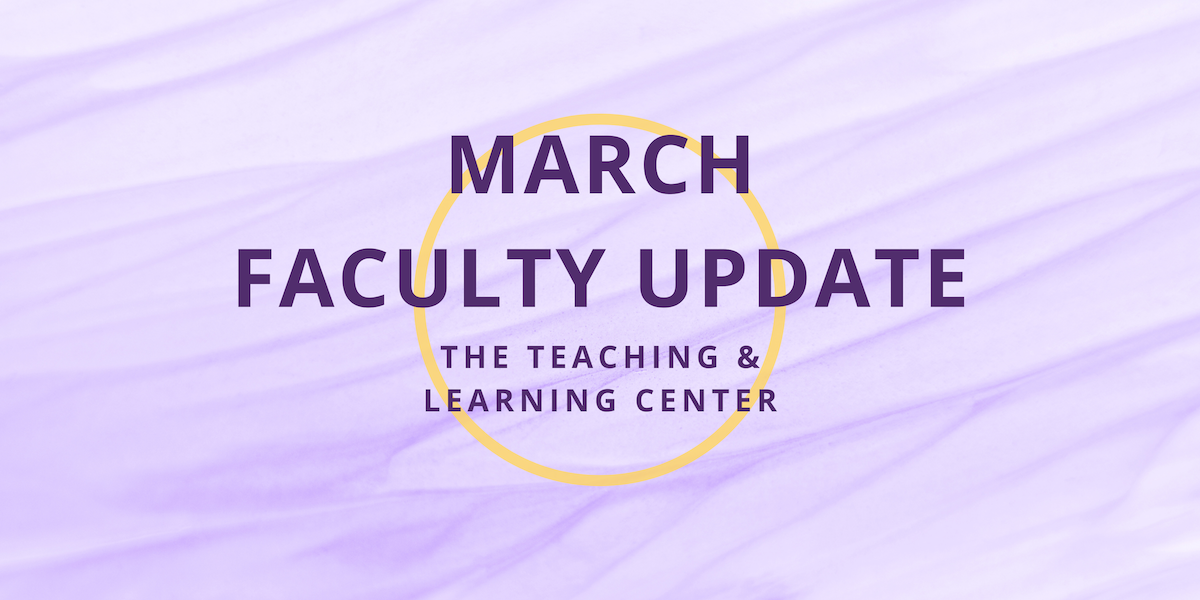 MARCH
FACULTY UPDATE
THE TEACHING &
LEARNING CENTER